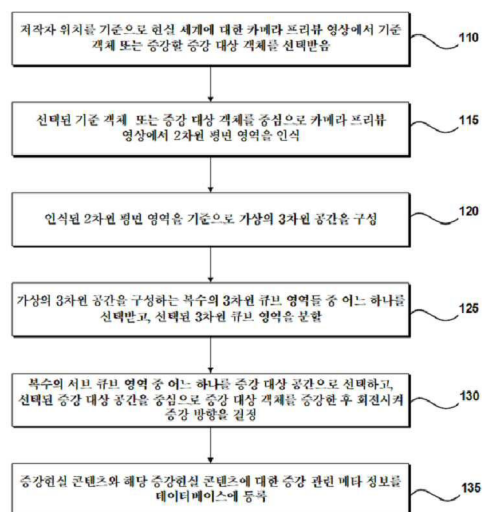 저작자 위치를 기준으로 현실 세계에 대한 카메라 프리뷰 영상에서 기준
객체 또는 증강할 증강 대상 객체를 선택받음
110
선택된 기준 객체 또는 증강 대상 객체를 중심으로 카메라 프리뷰
영상에서 2차원 평면 영역을 인식
115
인식된 2차원 평면 영역을 기준으로 가상의 3차원 공간을 구성
120
가상의 3차원 공간을 구성하는 복수의 3차원 큐브 영역들 중 어느 하나를
선택받고, 선택된 3차원 큐브 영역을 분할
125
복수의 서브 큐브 영역 중 어느 하나를 증강 대상 공간으로 선택하고,
선택된 증강 대상 공간을 중심으로 증강 대상 객체를 증강한 후 회전시켜
증강 방향을 결정
130
증강현실 콘텐츠와 해당 증강현실 콘텐츠에 대한 증강 관련 메타 정보를
데이터베이스에 등록
135